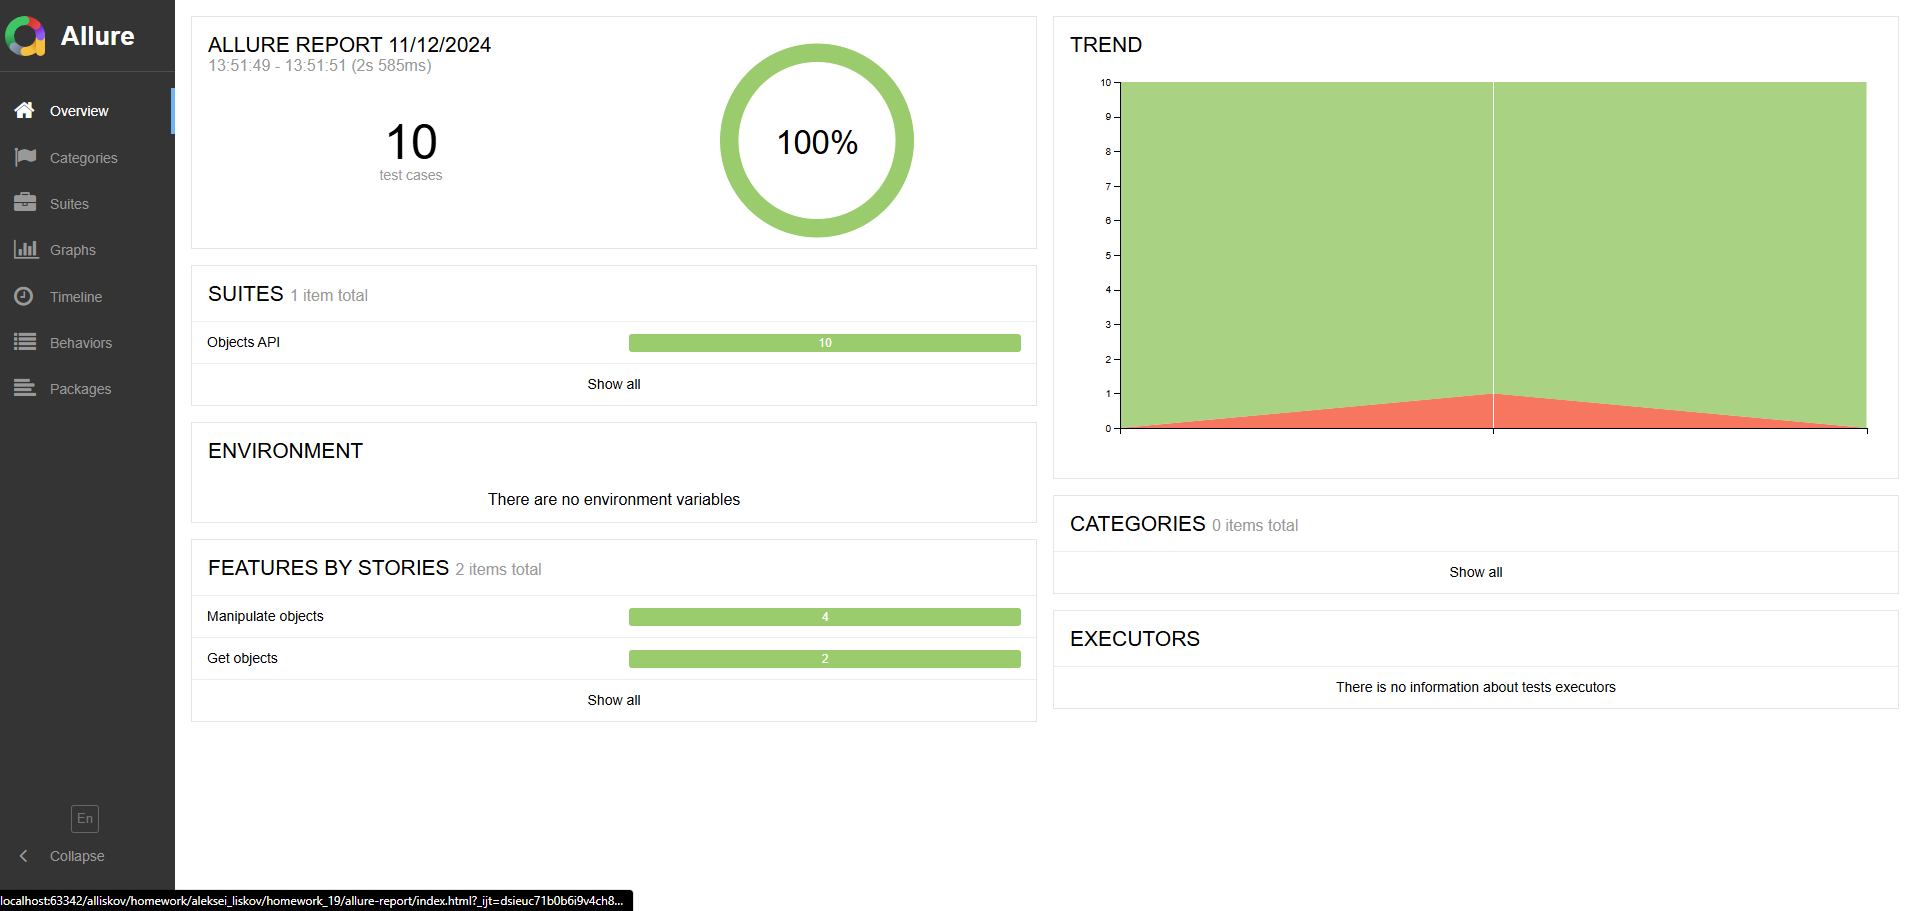 Allure
Overview
Categories
Suites
Graphs
Timeline
Behaviors
Packages
En
Collapse
ALLURE REPORT 11/12/2024
13:51:49 - 13:51:51 (2s 585ms)
10
test cases
100%
SUITES 1 item total
Objects API 10
Show all
ENVIRONMENT
There are no environment variables
FEATURES BY STORIES 2 items total
Manipulate objects 4
Get objects 2
Show all
TREND
10
9
8
7
6
5
4
3
2
1
0
CATEGORIES 0 items total
Show all
EXECUTORS
There is no information about tests executors
localhost:63342/alliskov/homework/aleksei_liskov/homework_19/allure-report/index.html?_ijt=dsieuc71b0b6i9v4ch8...